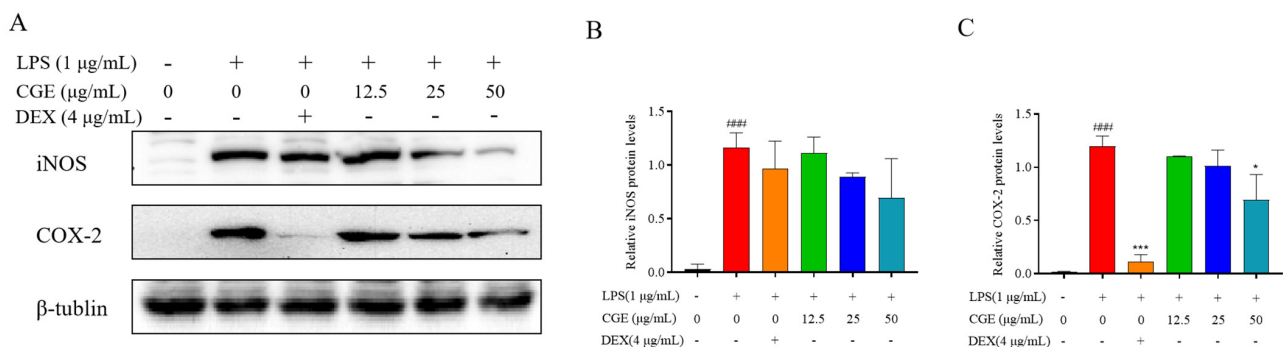 A
LPS (1 μg/mL) - + + + + +
CGE (μg/mL) 0 0 0 12.5 25 50
DEX (4 μg/mL) - - + - - -
iNOS
COX-2
β-tublin
B
Relative iNOS protein levels
1.5
1.0
0.5
0.0
####
LPS(1 μg/mL) - + + + + +
CGE (μg/mL) 0 0 0 12.5 25 50
DEX(4 μg/mL) - - + - - -
C
Relative COX-2 protein levels
1.5
1.0
0.5
0.0
####
***
*
LPS(1 μg/mL) - + + + + +
CGE (μg/mL) 0 0 0 12.5 25 50
DEX(4 μg/mL) - - + - - -